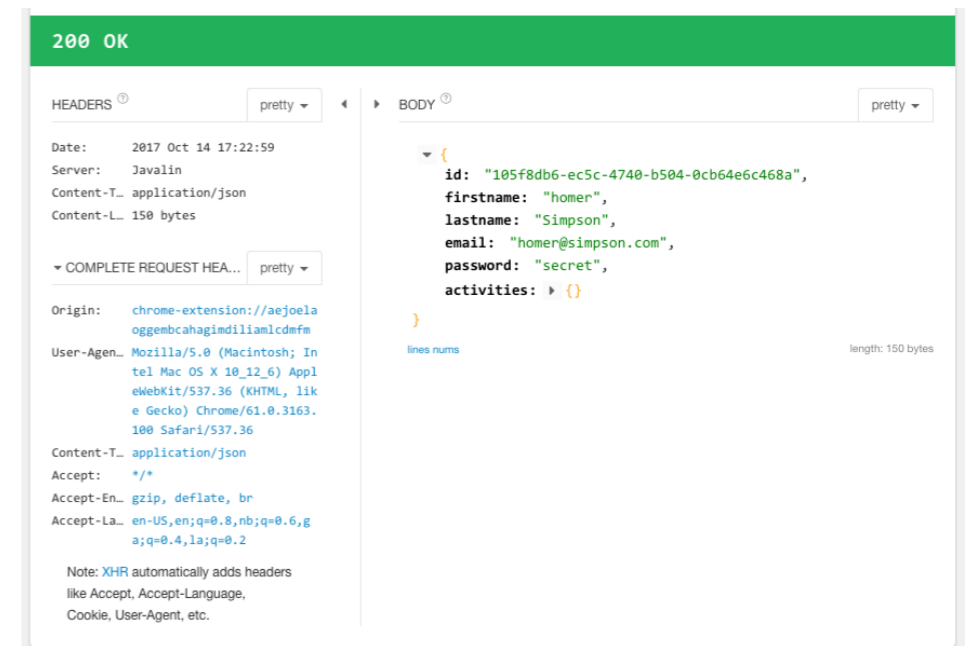 200 OK
HEADERS ?
pretty
BODY ?
pretty
Date: 2017 Oct 14 17:22:59
Server: Javalin
Content-T… application/json
Content-L… 150 bytes
COMPLETE REQUEST HEA... pretty
Origin: chrome-extension://aejoela
oggembcahagimdiliamlcdmfm
User-Agen… Mozilla/5.0 (Macintosh; In
tel Mac OS X 10_12_6) Appl
eWebKit/537.36 (KHTML, lik
e Gecko) Chrome/61.0.3163.
100 Safari/537.36
Content-T… application/json
Accept: */*
Accept-En… gzip, deflate, br
Accept-La… en-US,en;q=0.8,nb;q=0.6,g
a;q=0.4,la;q=0.2
Note: XHR automatically adds headers
like Accept, Accept-Language,
Cookie, User-Agent, etc.
{
id: "105f8db6-ec5c-4740-b504-0cb64e6c468a",
firstname: "homer",
lastname: "Simpson",
email: "homer@simpson.com",
password: "secret",
activities: {}
}
lines nums
length: 150 bytes